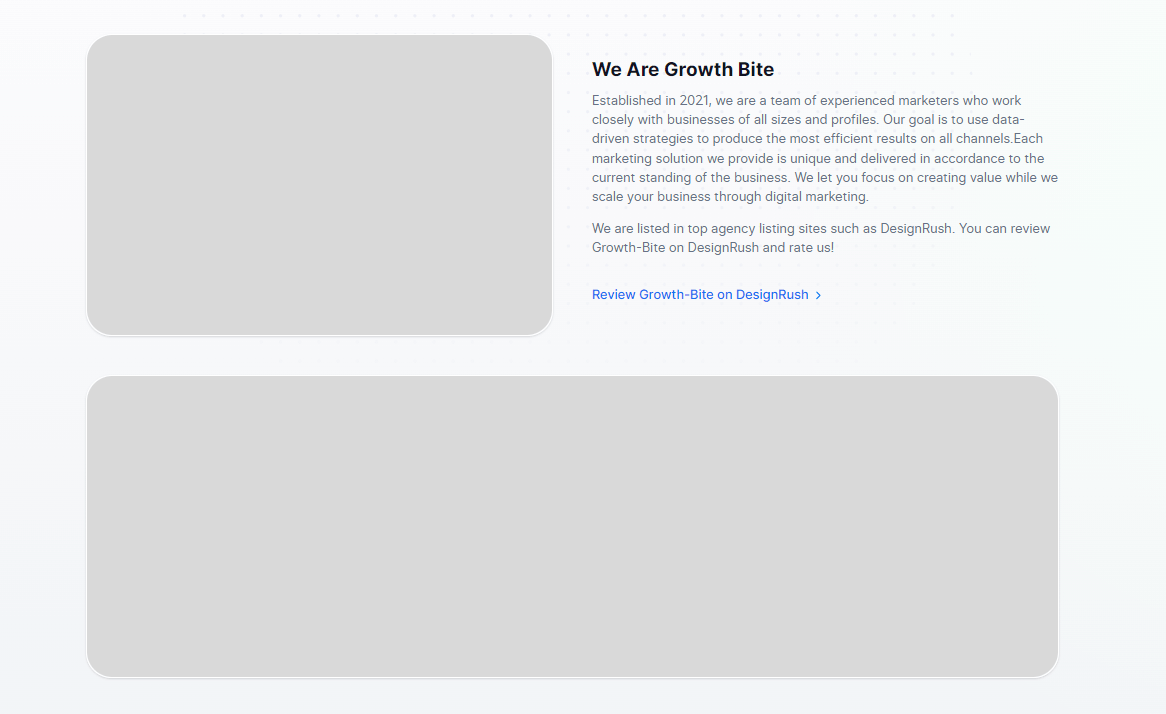 We Are Growth Bite
Established in 2021, we are a team of experienced marketers who work
closely with businesses of all sizes and profiles. Our goal is to use data-
driven strategies to produce the most efficient results on all channels.Each
marketing solution we provide is unique and delivered in accordance to the
current standing of the business. We let you focus on creating value while we
scale your business through digital marketing.
We are listed in top agency listing sites such as DesignRush. You can review
Growth-Bite on DesignRush and rate us!
Review Growth-Bite on DesignRush